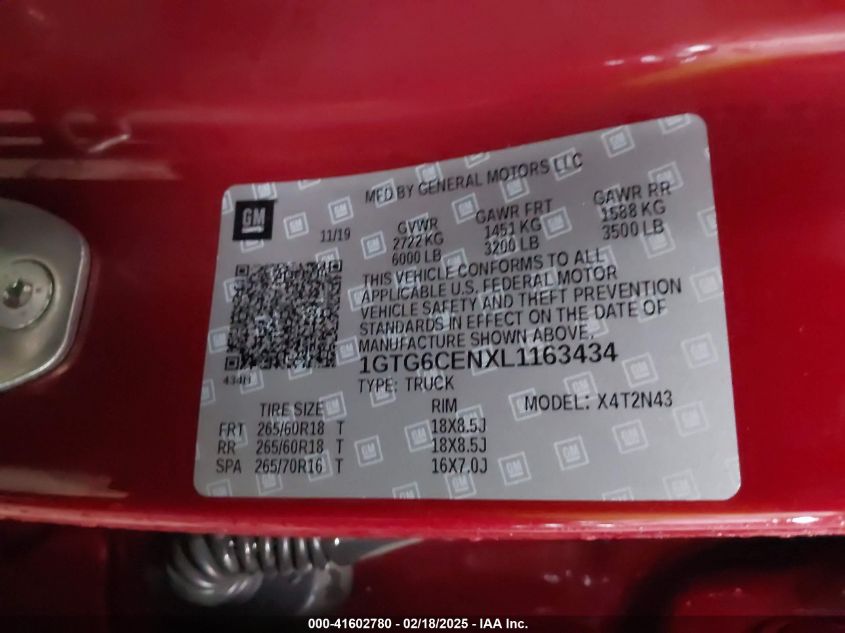 GM
MFD BY GENERAL MOTORS LLC
11/19
GVWR GAWR FRT GAWR RR
2722 KG 1451 KG 1588 KG
6000 LB 3200 LB 3500 LB
THIS VEHICLE CONFORMS TO ALL
APPLICABLE U.S. FEDERAL MOTOR
VEHICLE SAFETY AND THEFT PREVENTION
STANDARDS IN EFFECT ON THE DATE OF
MANUFACTURE SHOWN ABOVE.
1GTG6CENXL1163434
434H
TYPE: TRUCK
TIRE SIZE RIM MODEL: X4T2N43
FRT 265/60R18 T 18X8.5J
RR 265/60R18 T 18X8.5J
SPA 265/70R16 T 16X7.0J
000-41602780 - 02/18/2025 - IAA Inc.